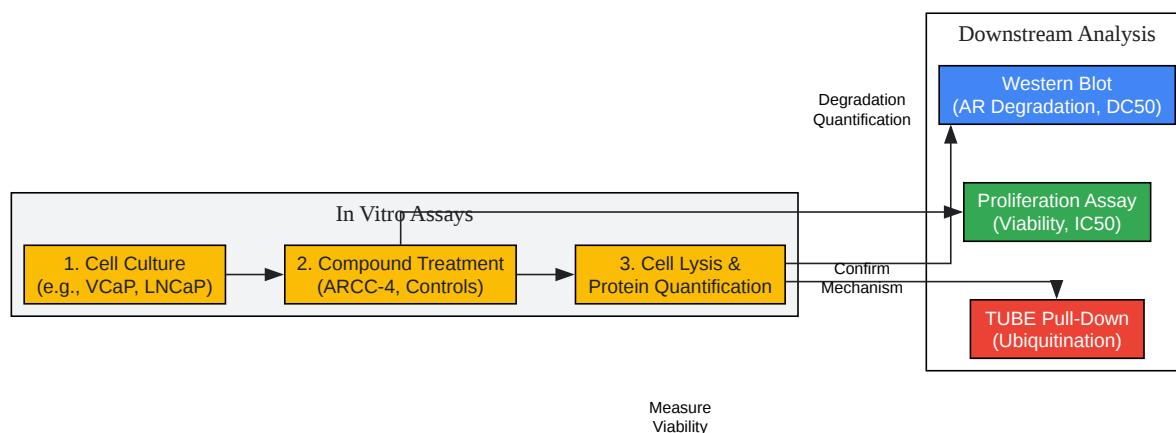 Downstream Analysis
Western Blot
(AR Degradation, DC50)
Degradation
Quantification
Proliferation Assay
(Viability, IC50)
In Vitro Assays
1. Cell Culture
(e.g., VCaP, LNCaP)
2. Compound Treatment
(ARCC-4, Controls)
3. Cell Lysis &
Protein Quantification
Confirm
Mechanism
TUBE Pull-Down
(Ubiquitination)
Measure
Viability